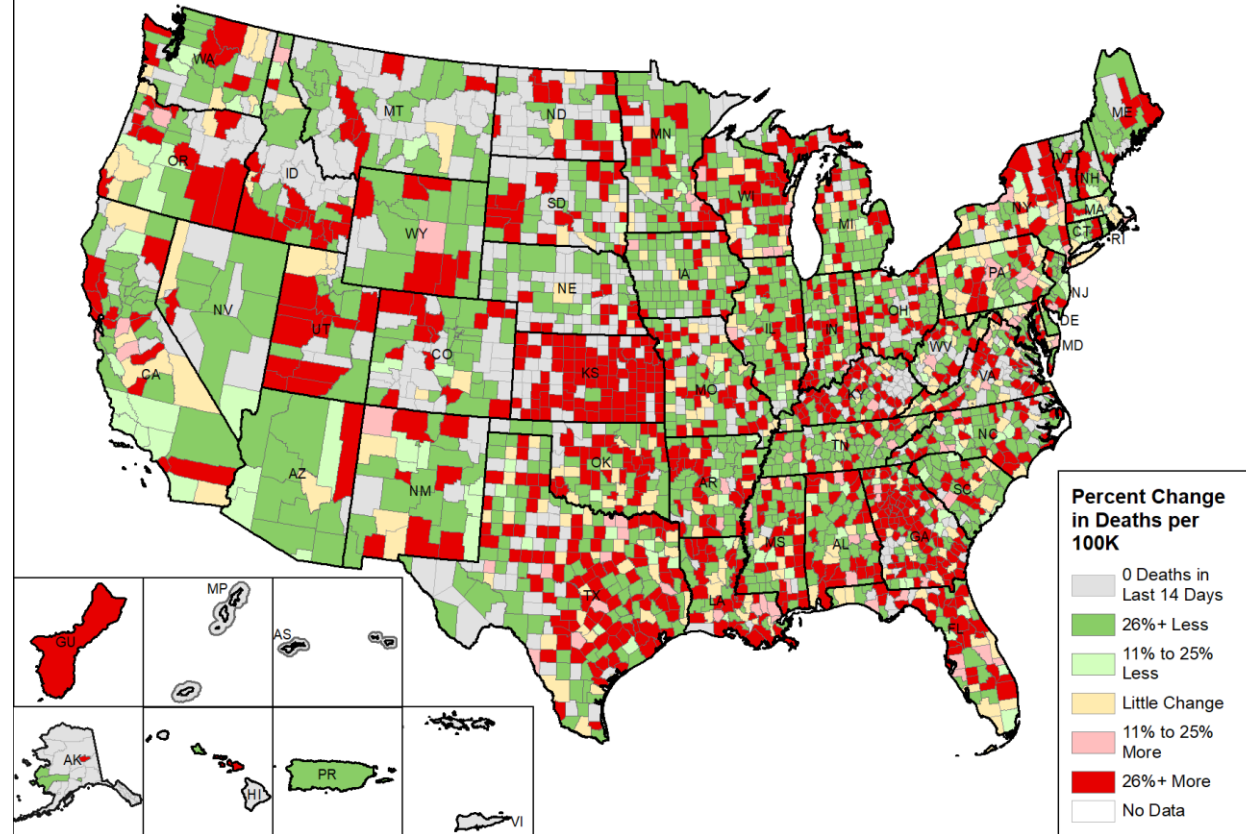 WA
MT
ND
MN
ME
OR
ID
SD
WI
VT
NH
NY
MA
CT
RI
WY
MI
IA
NE
PA
NJ
NV
UT
CO
IL
IN
OH
DE
MD
WV
VA
CA
KS
MO
KY
AZ
NM
OK
AR
TN
NC
SC
MS
AL
GA
TX
LA
FL
GU
MP
AS
AK
HI
PR
VI
Percent Change
in Deaths per
100K
0 Deaths in
Last 14 Days
26%+ Less
11% to 25%
Less
Little Change
11% to 25%
More
26%+ More
No Data